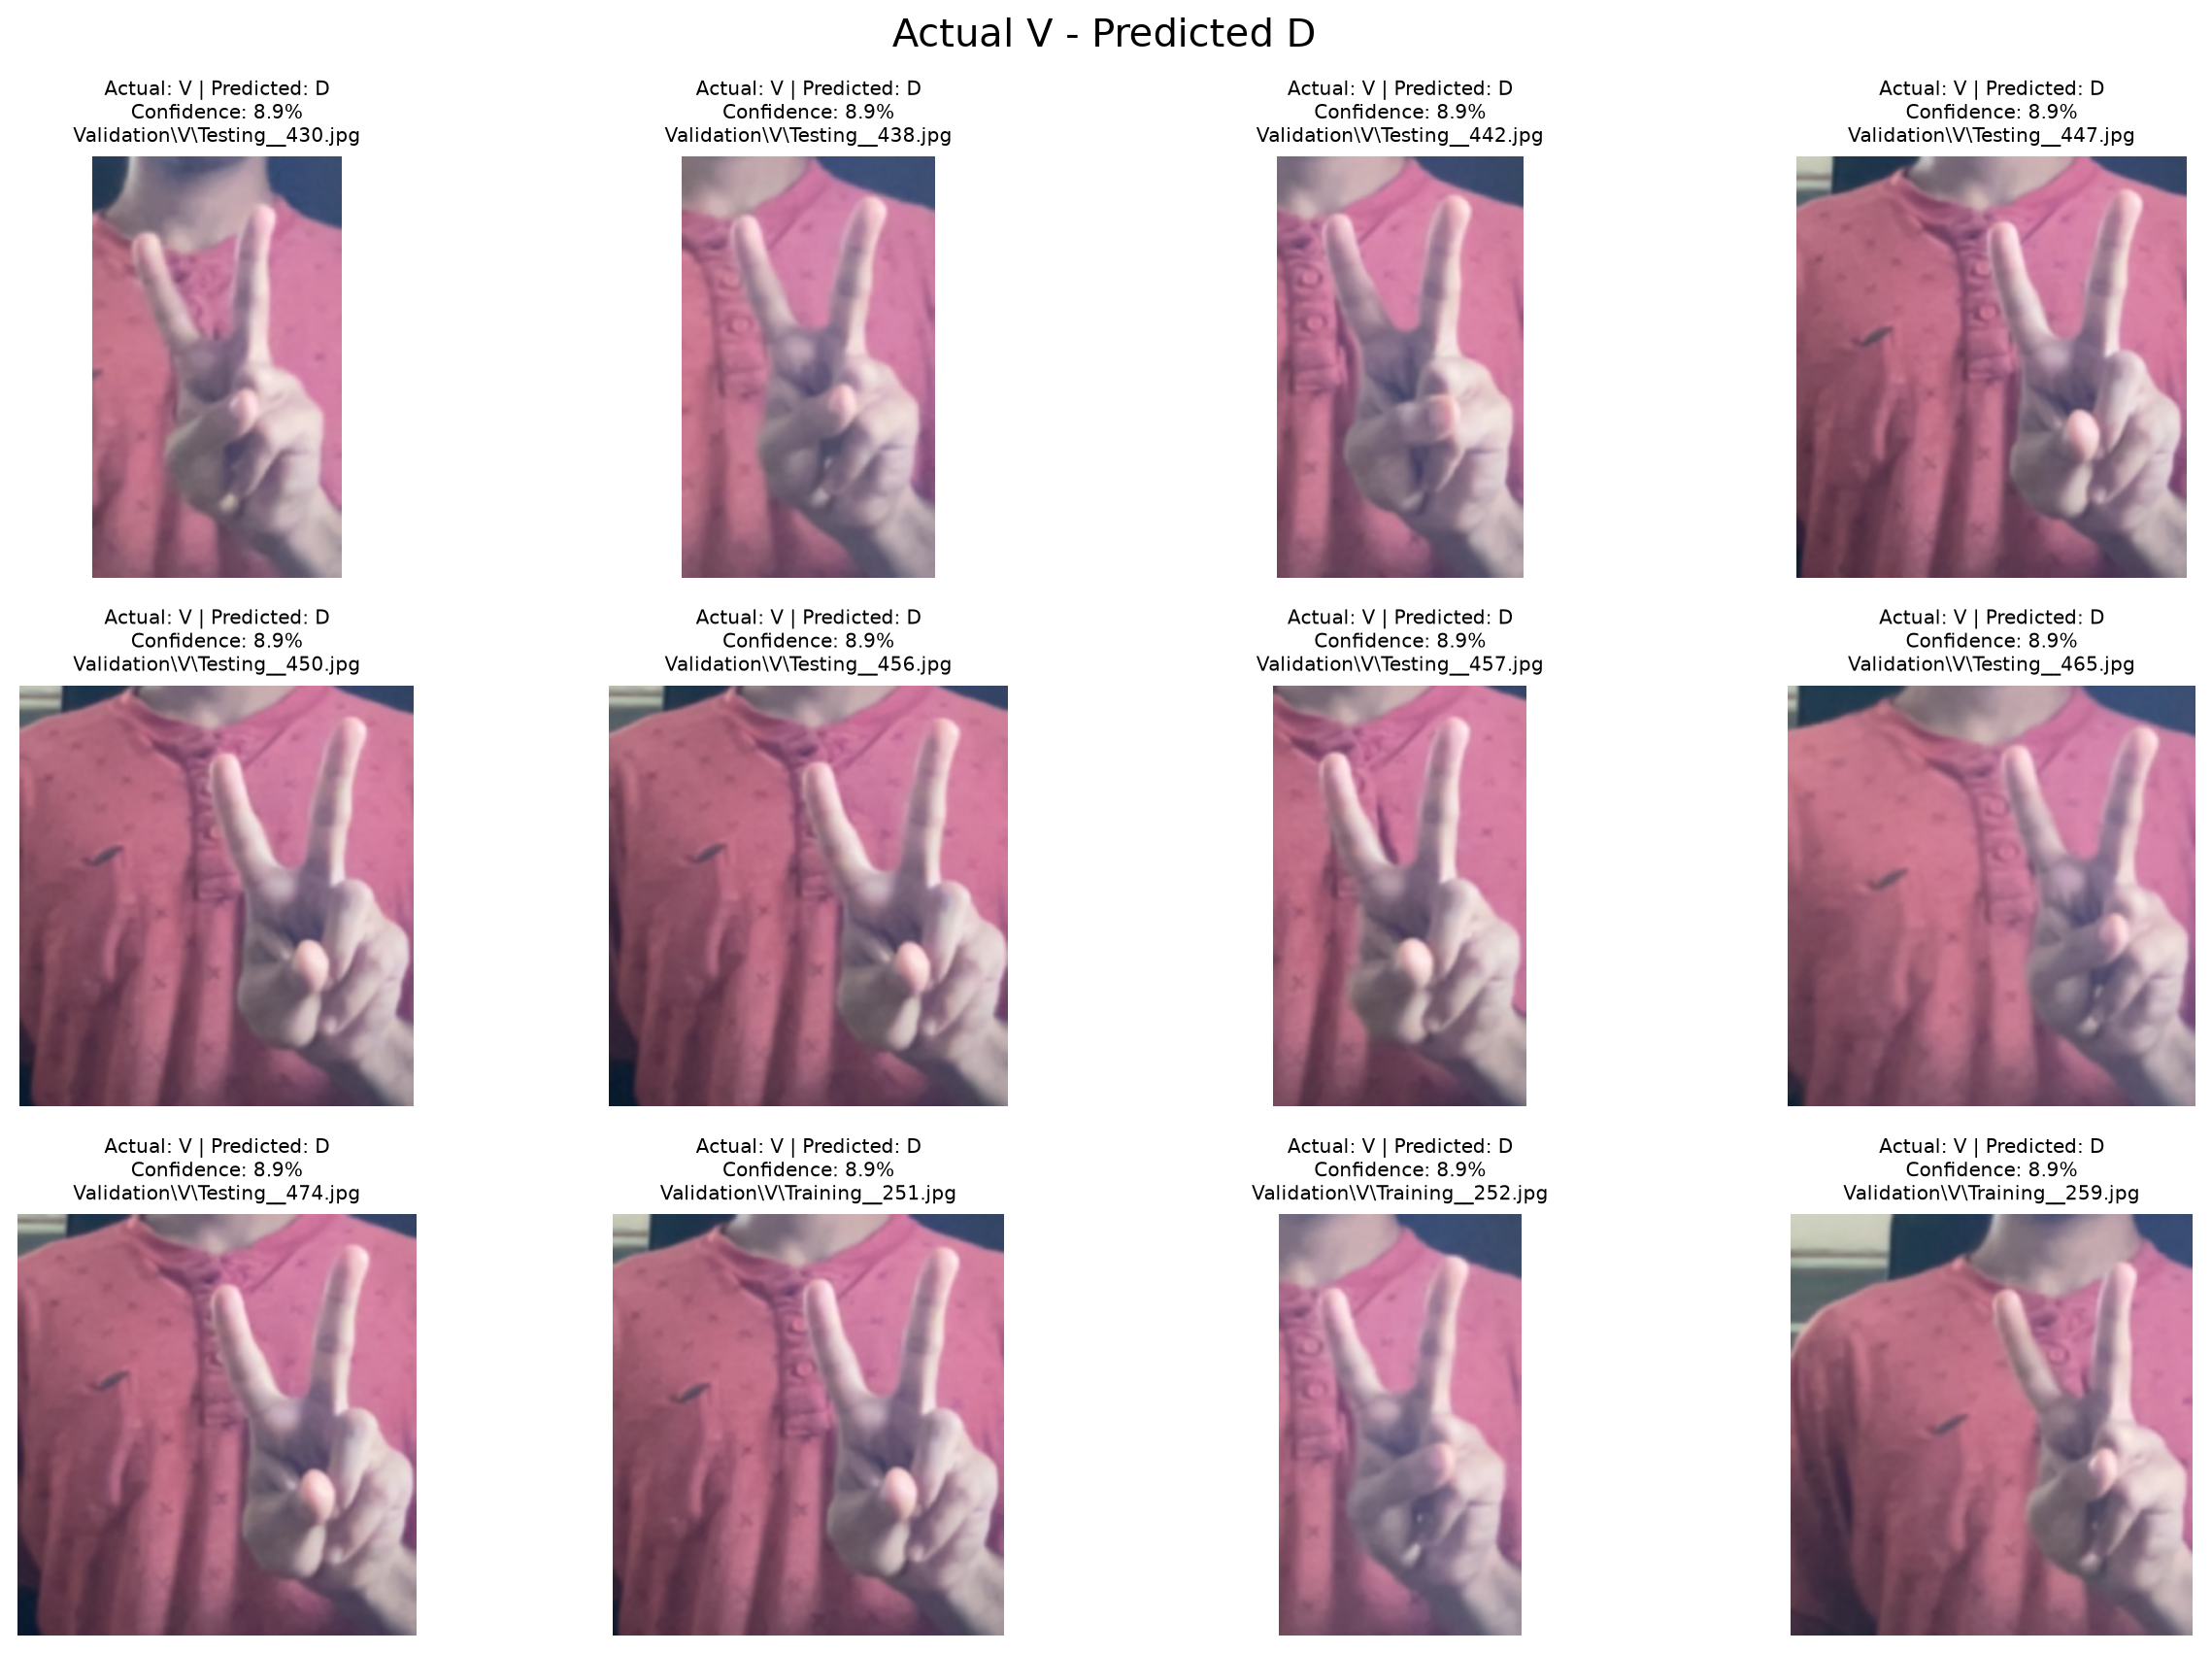 Actual V - Predicted D
Actual: V | Predicted: D
Confidence: 8.9%
Validation\V\Testing__430.jpg
Actual: V | Predicted: D
Confidence: 8.9%
Validation\V\Testing__438.jpg
Actual: V | Predicted: D
Confidence: 8.9%
Validation\V\Testing__442.jpg
Actual: V | Predicted: D
Confidence: 8.9%
Validation\V\Testing__447.jpg
Actual: V | Predicted: D
Confidence: 8.9%
Validation\V\Testing__450.jpg
Actual: V | Predicted: D
Confidence: 8.9%
Validation\V\Testing__456.jpg
Actual: V | Predicted: D
Confidence: 8.9%
Validation\V\Testing__457.jpg
Actual: V | Predicted: D
Confidence: 8.9%
Validation\V\Testing__465.jpg
Actual: V | Predicted: D
Confidence: 8.9%
Validation\V\Testing__474.jpg
Actual: V | Predicted: D
Confidence: 8.9%
Validation\V\Training__251.jpg
Actual: V | Predicted: D
Confidence: 8.9%
Validation\V\Training__252.jpg
Actual: V | Predicted: D
Confidence: 8.9%
Validation\V\Training__259.jpg